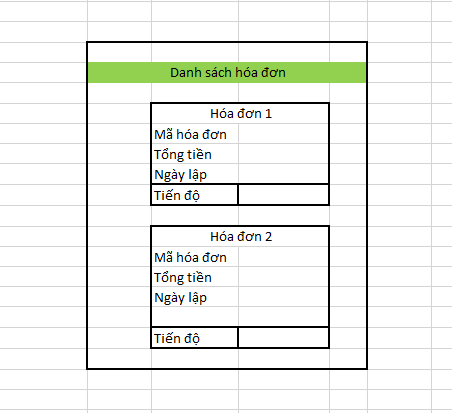 Danh sách hóa đơn
Hóa đơn 1
Mã hóa đơn
Tổng tiền
Ngày lập
Tiến độ
Hóa đơn 2
Mã hóa đơn
Tổng tiền
Ngày lập
Tiến độ